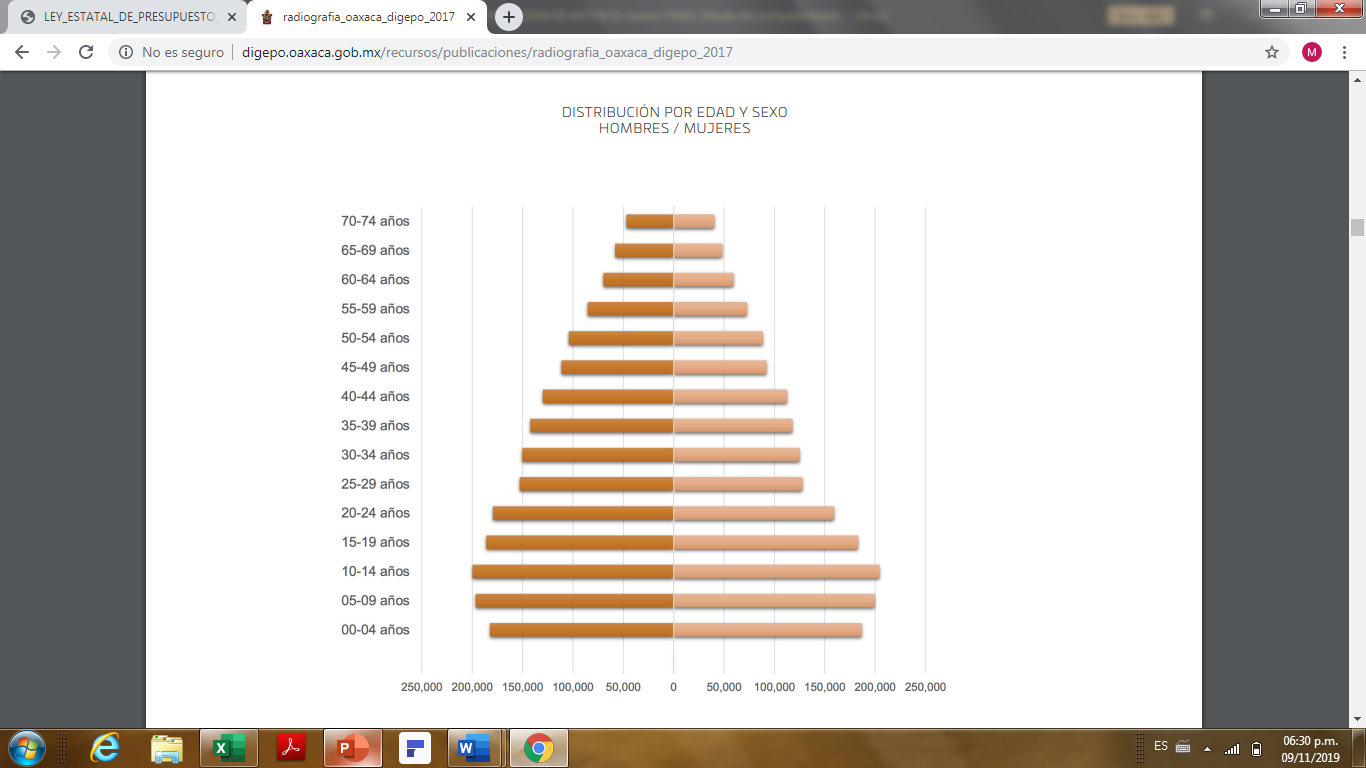 LEY_ESTATAL_DE_PRESUPUESTO_
radiografia_oaxaca_digepo_2017
No es seguro
digepo.oaxaca.gob.mx/recursos/publicaciones/radiografia_oaxaca_digepo_2017
M
DISTRIBUCIÓN POR EDAD Y SEXO
HOMBRES / MUJERES
70-74 años
65-69 años
60-64 años
55-59 años
50-54 años
45-49 años
40-44 años
35-39 años
30-34 años
25-29 años
20-24 años
15-19 años
10-14 años
05-09 años
00-04 años
250,000 200,000 150,000 100,000 50,000 0 50,000 100,000 150,000 200,000 250,000
ES
06:30 p.m.
09/11/2019